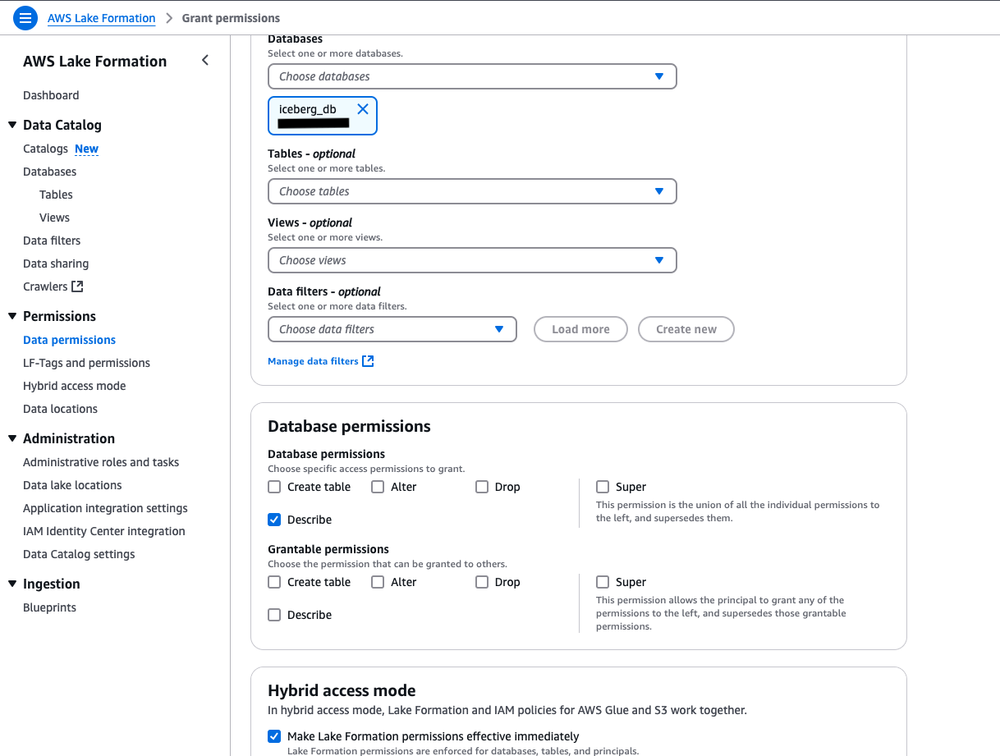 AWS Lake Formation > Grant permissions
AWS Lake Formation
Dashboard
Data Catalog
Catalogs New
Databases
Tables
Views
Data filters
Data sharing
Crawlers
Permissions
Data permissions
LF-Tags and permissions
Hybrid access mode
Data locations
Administration
Administrative roles and tasks
Data lake locations
Application integration settings
IAM Identity Center integration
Data Catalog settings
Ingestion
Blueprints
Databases
Select one or more databases.
Choose databases
iceberg_db
Tables - optional
Select one or more tables.
Choose tables
Views - optional
Select one or more views.
Choose views
Data filters - optional
Select one or more data filters.
Choose data filters
Load more
Create new
Manage data filters
Database permissions
Database permissions
Choose specific access permissions to grant.
Create table Alter Drop
Describe
Super
This permission is the union of all the individual permissions to
the left, and supersedes them.
Grantable permissions
Choose the permission that can be granted to others.
Create table Alter Drop
Describe
Super
This permission allows the principal to grant any of the
permissions to the left, and supersedes those grantable
permissions.
Hybrid access mode
In hybrid access mode, Lake Formation and IAM policies for AWS Glue and S3 work together.
Make Lake Formation permissions effective immediately
Lake Formation permissions are enforced for databases, tables, and principals.